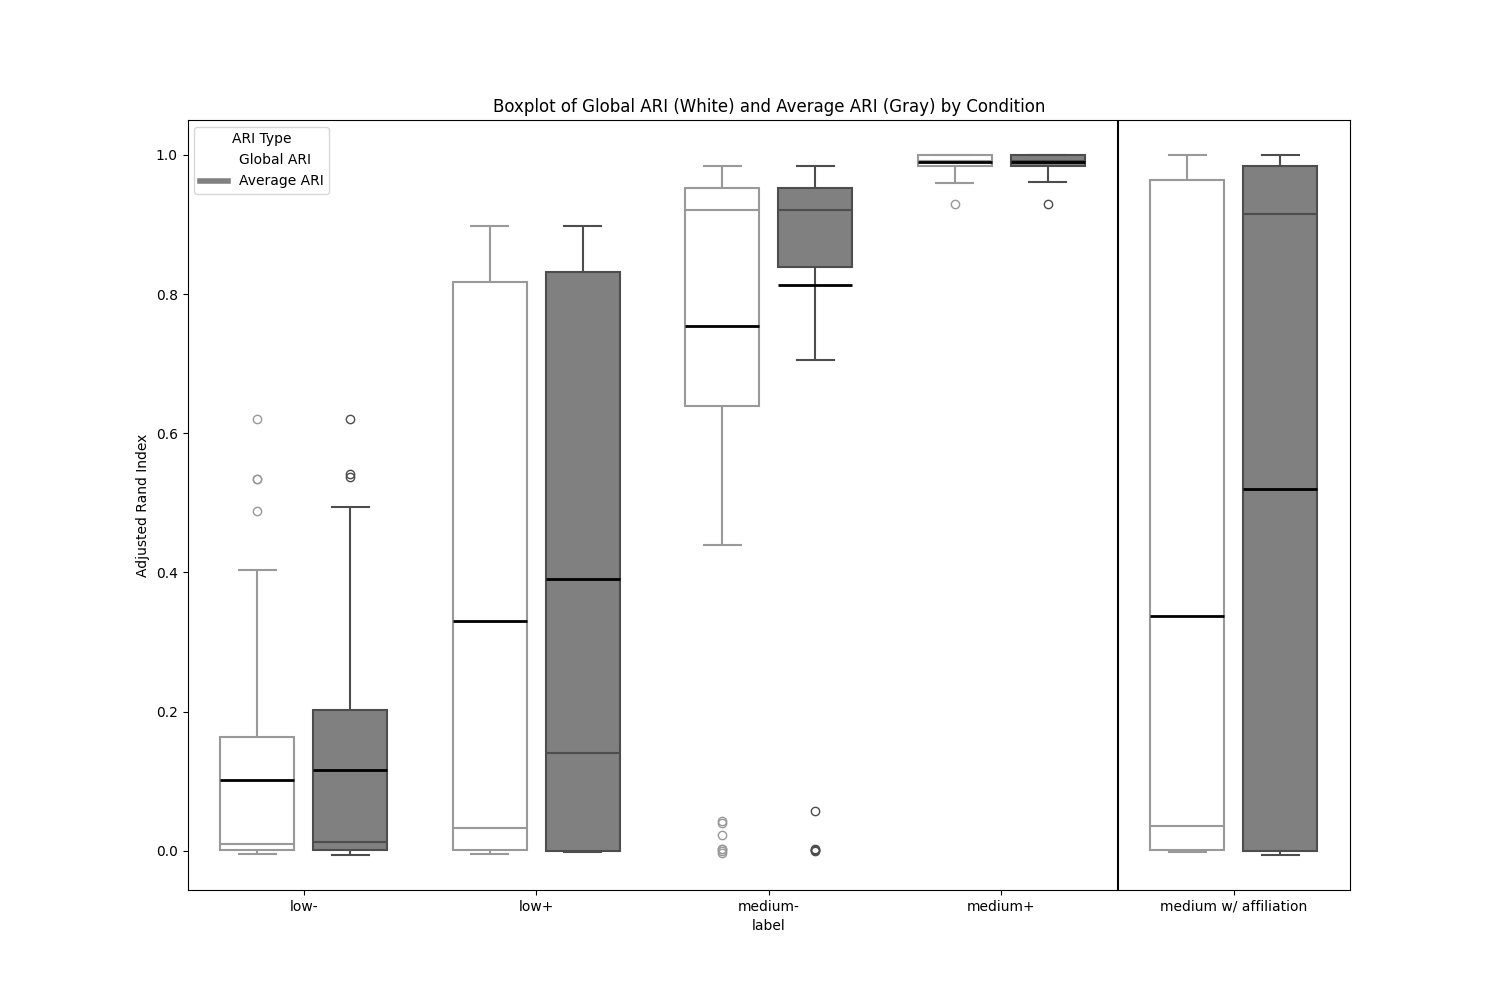 Boxplot of Global ARI (White) and Average ARI (Gray) by Condition
ARI Type
Global ARI
Average ARI
1.0
0.8
0.6
0.4
0.2
0.0
Adjusted Rand Index
low-
low+
medium-
medium+
medium w/ affiliation
label